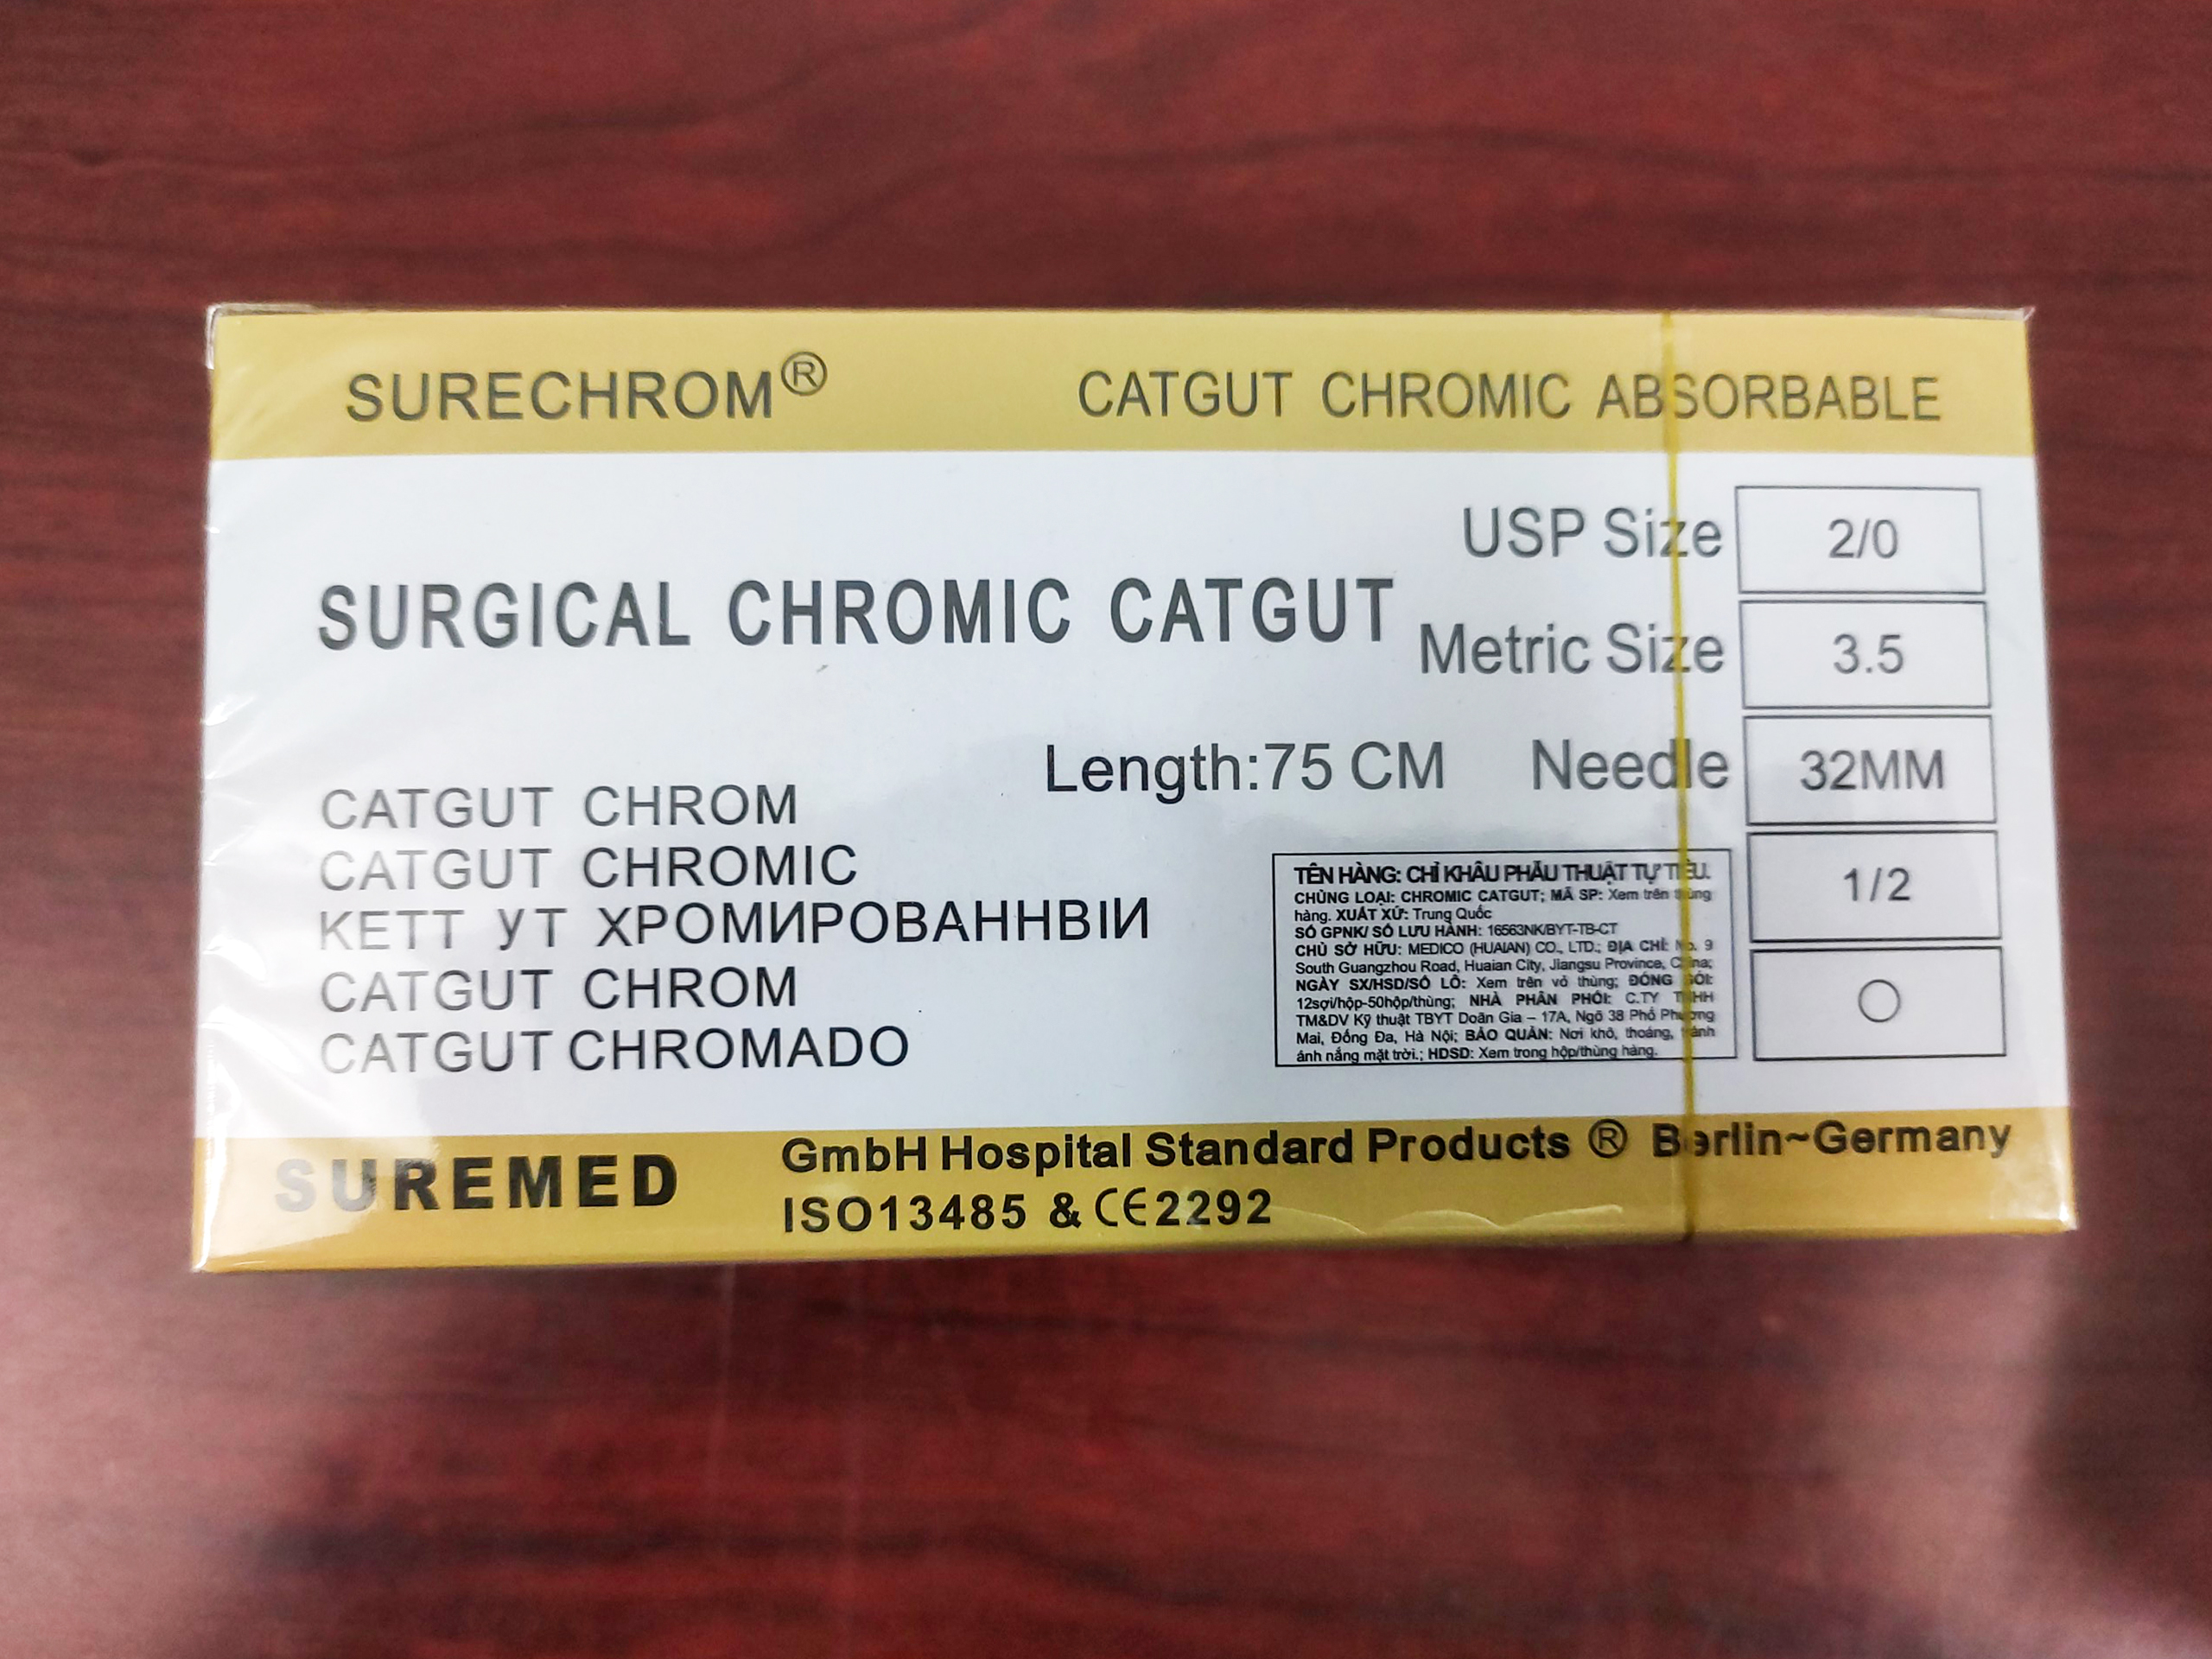 SURECHROM®
CATGUT CHROMIC ABSORBABLE
SURGICAL CHROMIC CATGUT
USP Size 2/0
Metric Size 3.5
Length:75 CM Needle 32MM
1/2
CATGUT CHROM
CATGUT CHROMIC
КЕТТ УТ ХРОМИРОВАННВІЙ
CATGUT CHROM
CATGUT CHROMADO
TÊN HÀNG: CHỈ KHÂU PHẪU THUẬT TỰ TIÊU.
CHỦNG LOẠI: CHROMIC CATGUT; MÃ SP: Xem trên thùng
hàng. XUẤT XỨ: Trung Quốc
SỐ GPNK/ SỐ LƯU HÀNH: 16563NK/BYT-TB-CT
CHỦ SỞ HỮU: MEDICO (HUAIAN) CO., LTD.; ĐỊA CHỈ: No. 9
South Guangzhou Road, Huaian City, Jiangsu Province, China;
NGÀY SX/HSD/SỐ LÔ: Xem trên vỏ thùng; ĐÓNG GÓI:
12sợi/hộp-50hộp/thùng; NHÀ PHÂN PHỐI: C.TY TNHH
TM&DV Kỹ thuật TBYT Doãn Gia – 17A, Ngõ 38 Phố Phương
Mai, Đống Đa, Hà Nội; BẢO QUẢN: Nơi khô, thoáng, tránh
ánh nắng mặt trời.; HDSD: Xem trong hộp/thùng hàng.
SUREMED
GmbH Hospital Standard Products ® Berlin~Germany
ISO13485 & CE2292